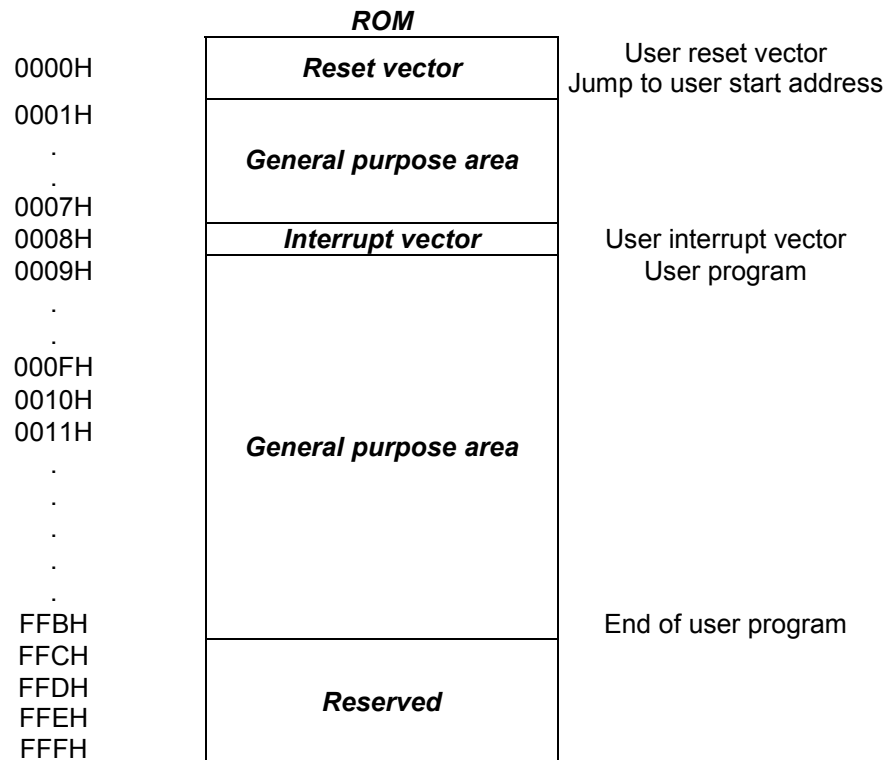 ROM
0000H Reset vector User reset vector
Jump to user start address
0001H
.
General purpose area
.
0007H
0008H Interrupt vector User interrupt vector
0009H User program
.
.
000FH
0010H
0011H
General purpose area
.
.
.
.
.
FFBH End of user program
FFCH
FFDH
Reserved
FFEH
FFFH